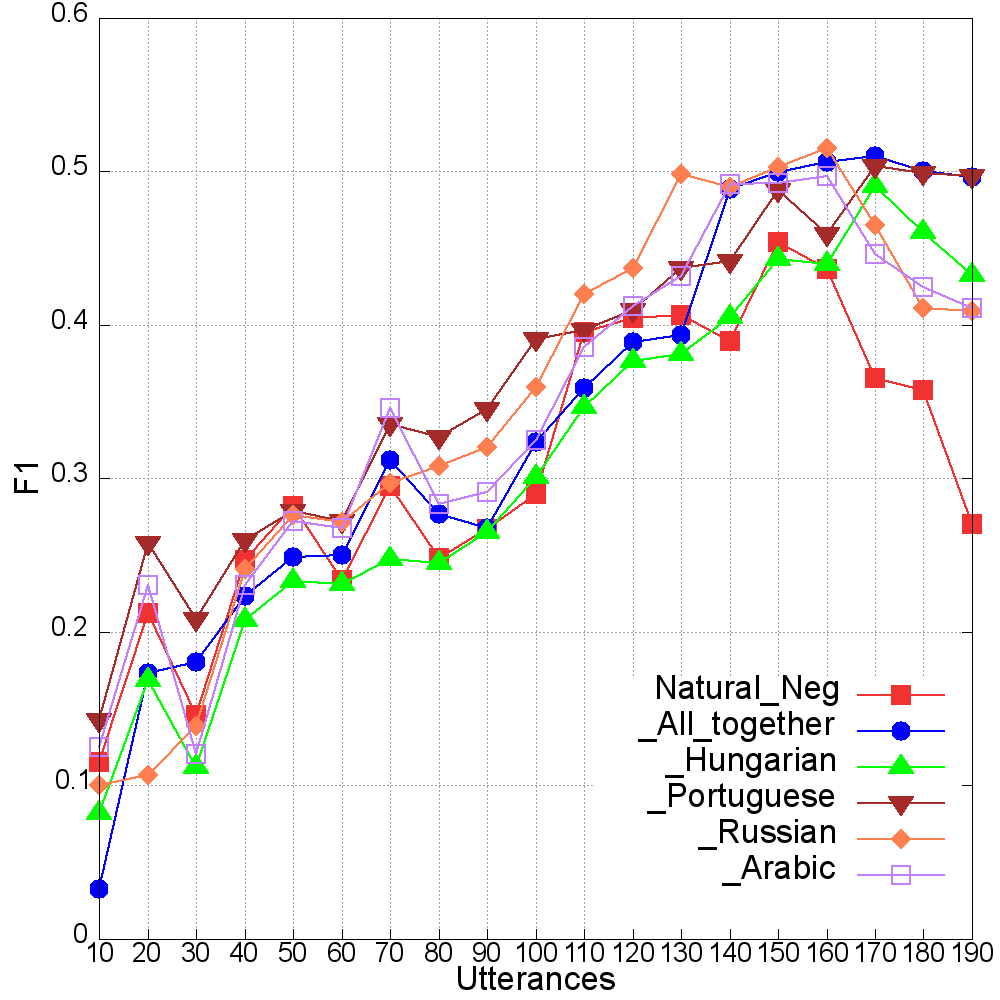 0.6
0.5
0.4
0.3
0.2
0.1
0
F1
10 20 30 40 50 60 70 80 90 100 110 120 130 140 150 160 170 180 190
Utterances
Natural_Neg
_All_together
_Hungarian
_Portuguese
_Russian
_Arabic